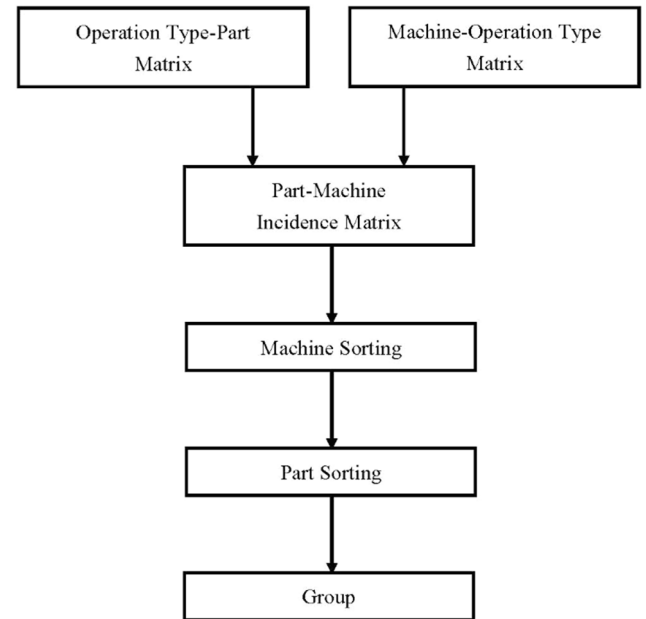 Operation Type-Part
Matrix
Machine-Operation Type
Matrix
Part-Machine
Incidence Matrix
Machine Sorting
Part Sorting
Group